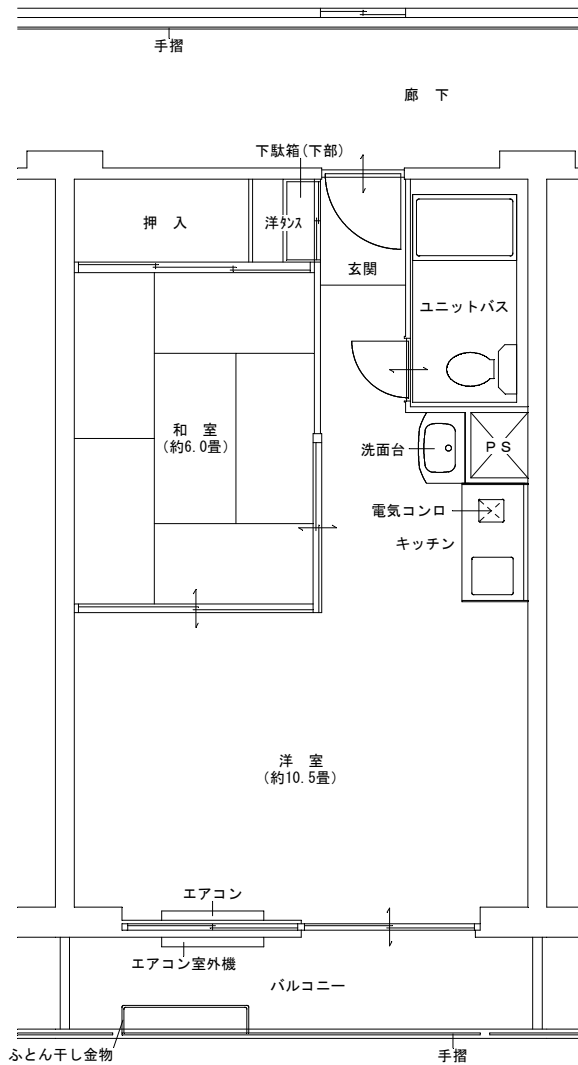 手摺
廊 下
下駄箱(下部)
押 入
洋タンス
玄関
ユニットバス
和 室
(約6.0畳)
洗面台
PS
電気コンロ
キッチン
洋 室
(約10.5畳)
エアコン
エアコン室外機
バルコニー
ふとん干し金物
手摺